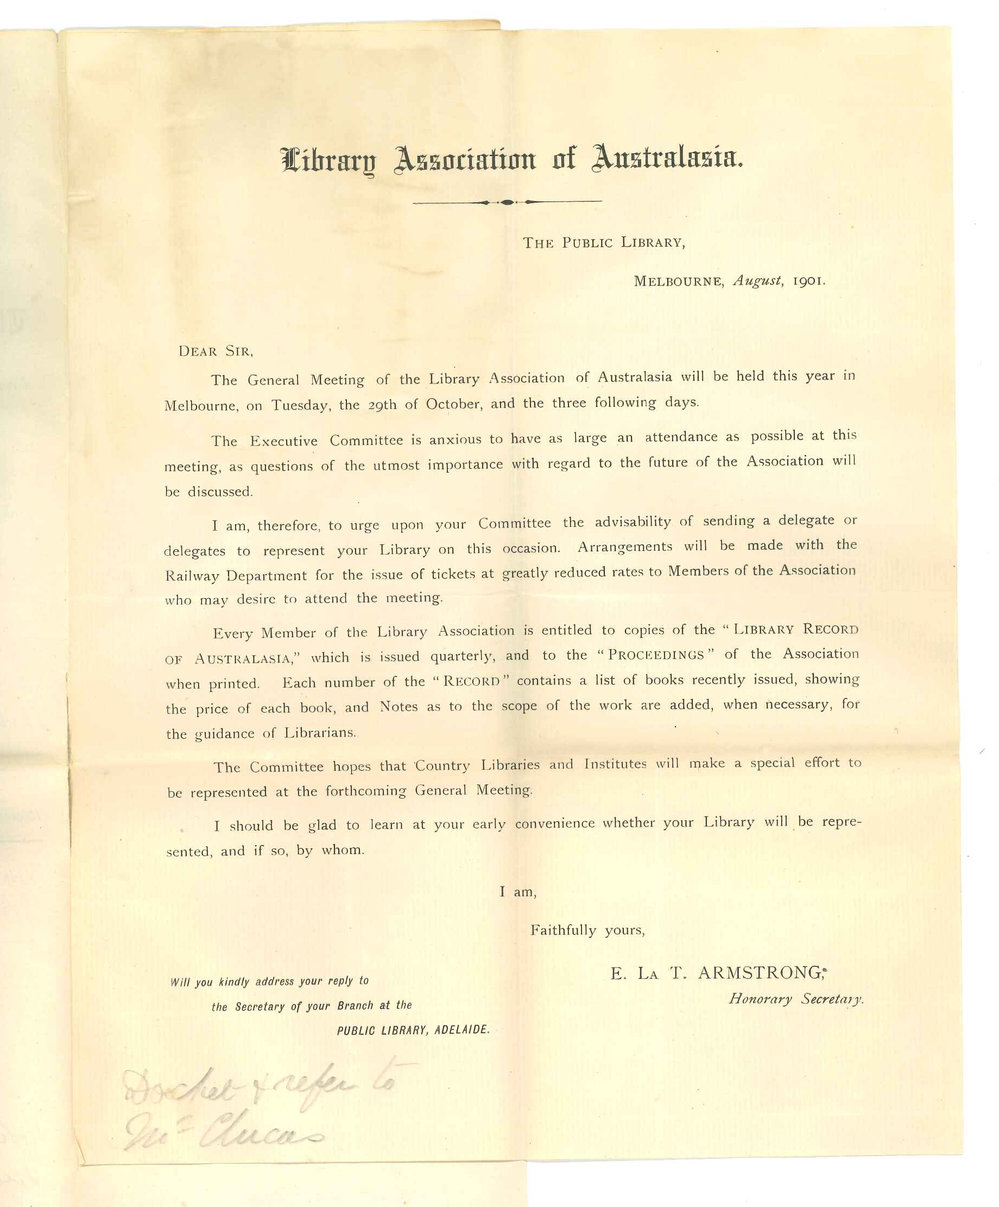 Library Association of Australasia.
THE PUBLIC LIBRARY,
MELBOURNE, August, 1901.
DEAR SIR,
The General Meeting of the Library Association of Australasia will be held this year in
Melbourne, on Tuesday, the 29th of October, and the three following days.
The Executive Committee is anxious to have as large an attendance as possible at this
meeting, as questions of the utmost importance with regard to the future of the Association will
be discussed.
I am, therefore, to urge upon your Committee the advisability of sending a delegate or
delegates to represent your Library on this occasion. Arrangements will be made with the
Railway Department for the issue of tickets at greatly reduced rates to Members of the Association
who may desire to attend the meeting.
Every Member of the Library Association is entitled to copies of the "LIBRARY RECORD
OF AUSTRALASIA," which is issued quarterly, and to the "PROCEEDINGS" of the Association
when printed. Each number of the "RECORD" contains a list of books recently issued, showing
the price of each book, and Notes as to the scope of the work are added, when necessary, for
the guidance of Librarians.
The Committee hopes that Country Libraries and Institutes will make a special effort to
be represented at the forthcoming General Meeting.
I should be glad to learn at your early convenience whether your Library will be repre-
sented, and if so, by whom.
I am,
Faithfully yours,
E. LA T. ARMSTRONG,
Honorary Secretary.
Will you kindly address your reply to
the Secretary of your Branch at the
PUBLIC LIBRARY, ADELAIDE.
Docket & refer to
Mr Clucas